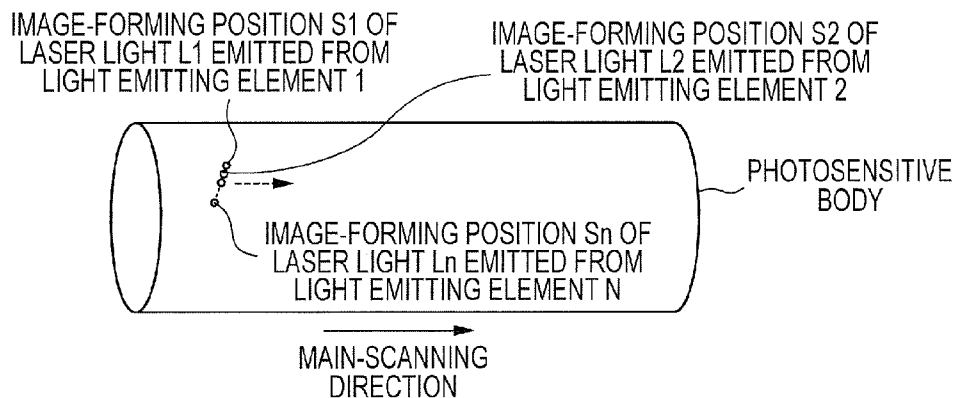 IMAGE-FORMING POSITION S1 OF
LASER LIGHT L1 EMITTED FROM
LIGHT EMITTING ELEMENT 1
IMAGE-FORMING POSITION S2 OF
LASER LIGHT L2 EMITTED FROM
LIGHT EMITTING ELEMENT 2
PHOTOSENSITIVE
BODY
IMAGE-FORMING POSITION Sn OF
LASER LIGHT Ln EMITTED FROM
LIGHT EMITTING ELEMENT N
MAIN-SCANNING
DIRECTION